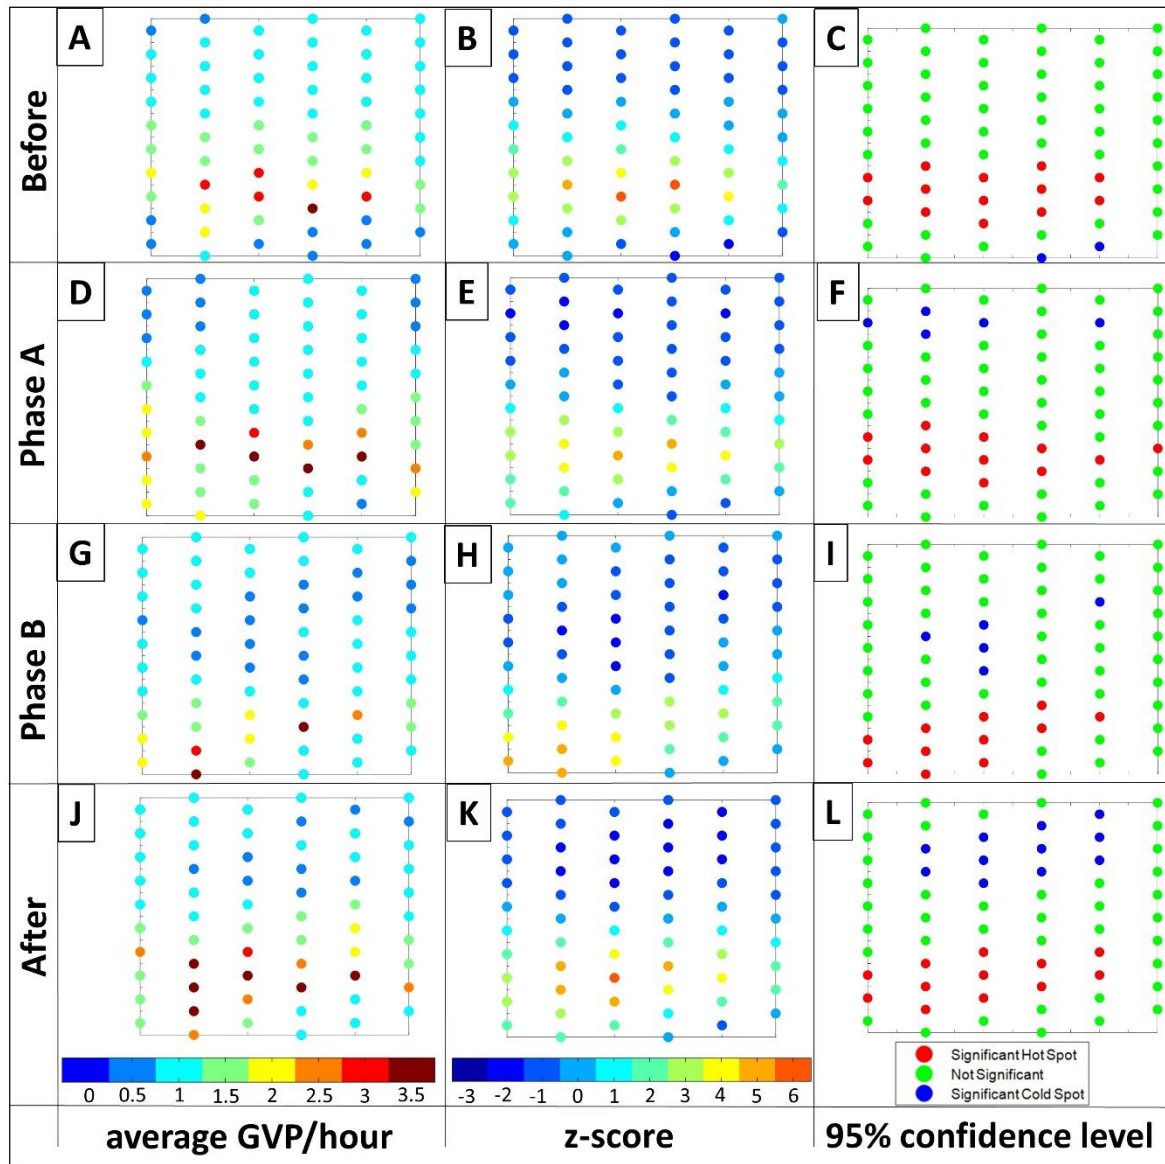 A
B
C
Before
D
E
F
Phase A
G
H
I
Phase B
J
K
L
After
0 0.5 1 1.5 2 2.5 3 3.5
-3 -2 -1 0 1 2 3 4 5 6
Significant Hot Spot
Not Significant
Significant Cold Spot
average GVP/hour
z-score
95% confidence level